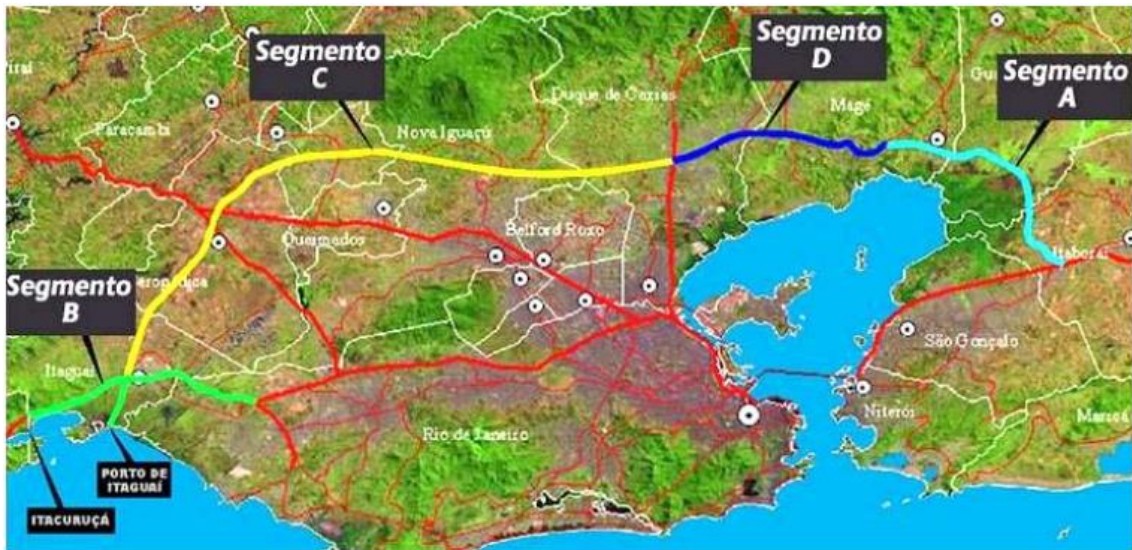 Segmento
C
Segmento
D
Segmento
A
Duque de Caxias
Magé
Paracambi
Nova Iguaçú
Belford Roxo
Queimados
Itaboraí
Segmento
B
São Gonçalo
Itaguaí
Niterói
Maricá
Rio de Janeiro
PORTO DE
ITAGUAÍ
ITACURUÇÁ